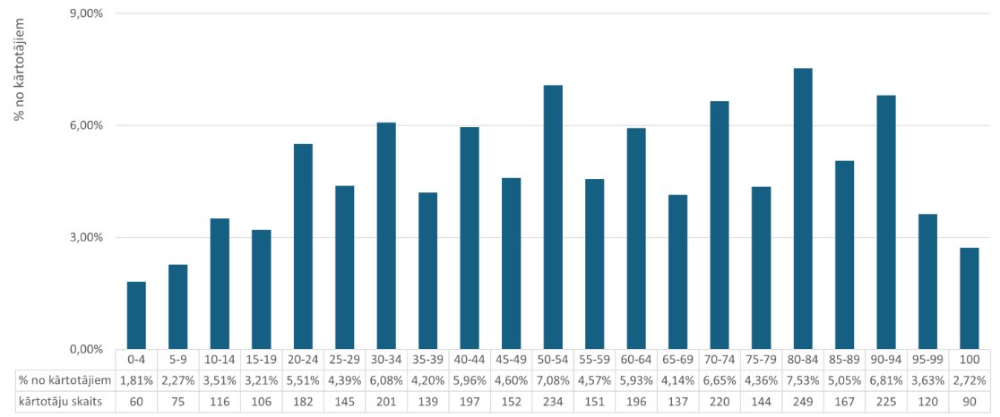 9,00%
% no kārtotājiem
6,00%
3,00%
0,00%
0-4 5-9 10-14 15-19 20-24 25-29 30-34 35-39 40-44 45-49 50-54 55-59 60-64 65-69 70-74 75-79 80-84 85-89 90-94 95-99 100
% no kārtotājiem 1,81% 2,27% 3,51% 3,21% 5,51% 4,39% 6,08% 4,20% 5,96% 4,60% 7,08% 4,57% 5,93% 4,14% 6,65% 4,36% 7,53% 5,05% 6,81% 3,63% 2,72%
kārtotāju skaits 60 75 116 106 182 145 201 139 197 152 234 151 196 137 220 144 249 167 225 120 90